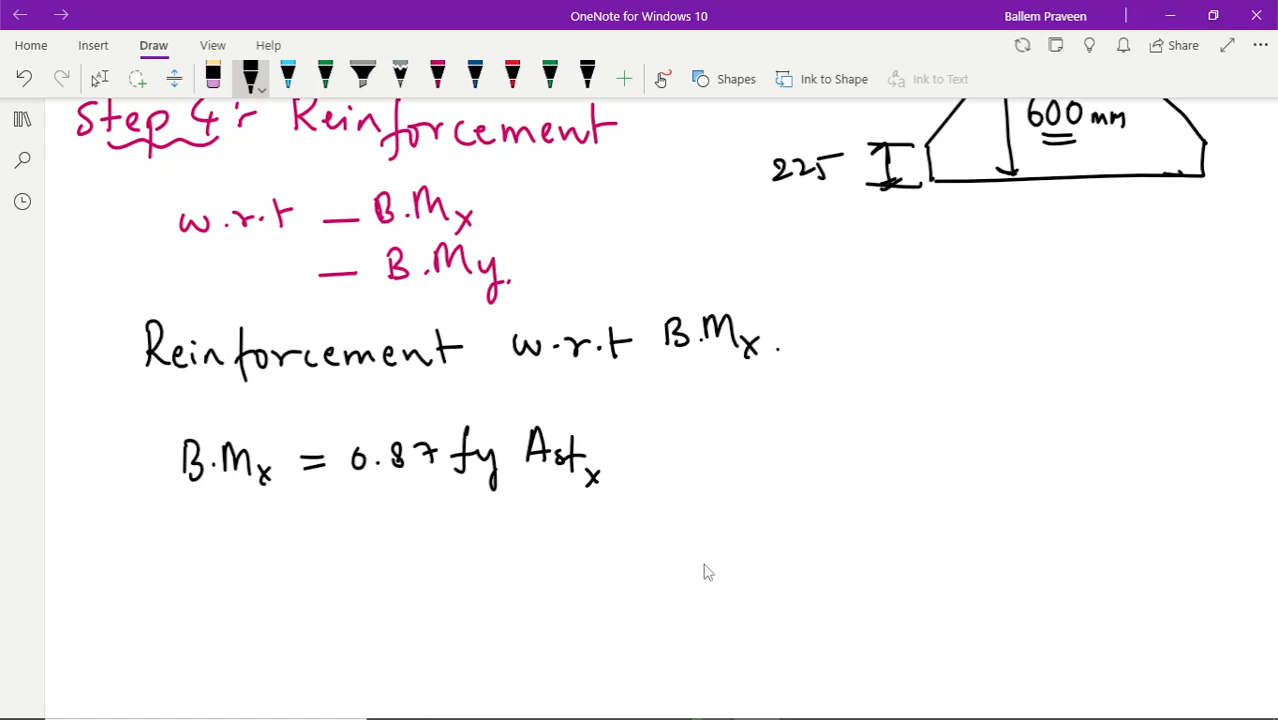 OneNote for Windows 10
Ballem Praveen
Home Insert Draw View Help
Share
Shapes
Ink to Shape
Ink to Text
Step 4: Reinforcement
w.r.t — B.Mx
— B.My.
Reinforcement w.r.t B.Mx.
B.Mx = 0.87 fy Astx
600 mm
225